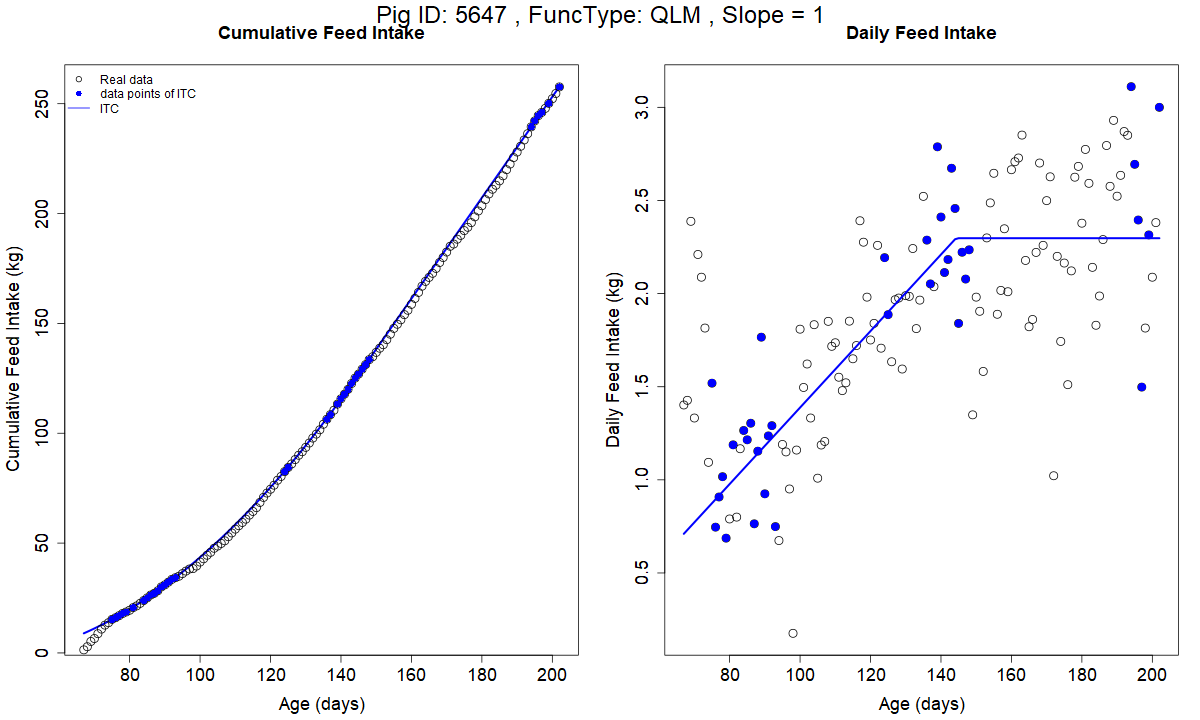 Pig ID: 5647 , FuncType: QLM , Slope = 1
Cumulative Feed Intake
Real data
data points of ITC
ITC
Cumulative Feed Intake (kg)
250
200
150
100
50
0
80 100 120 140 160 180 200
Age (days)
Daily Feed Intake
Daily Feed Intake (kg)
3.0
2.5
2.0
1.5
1.0
0.5
80 100 120 140 160 180 200
Age (days)